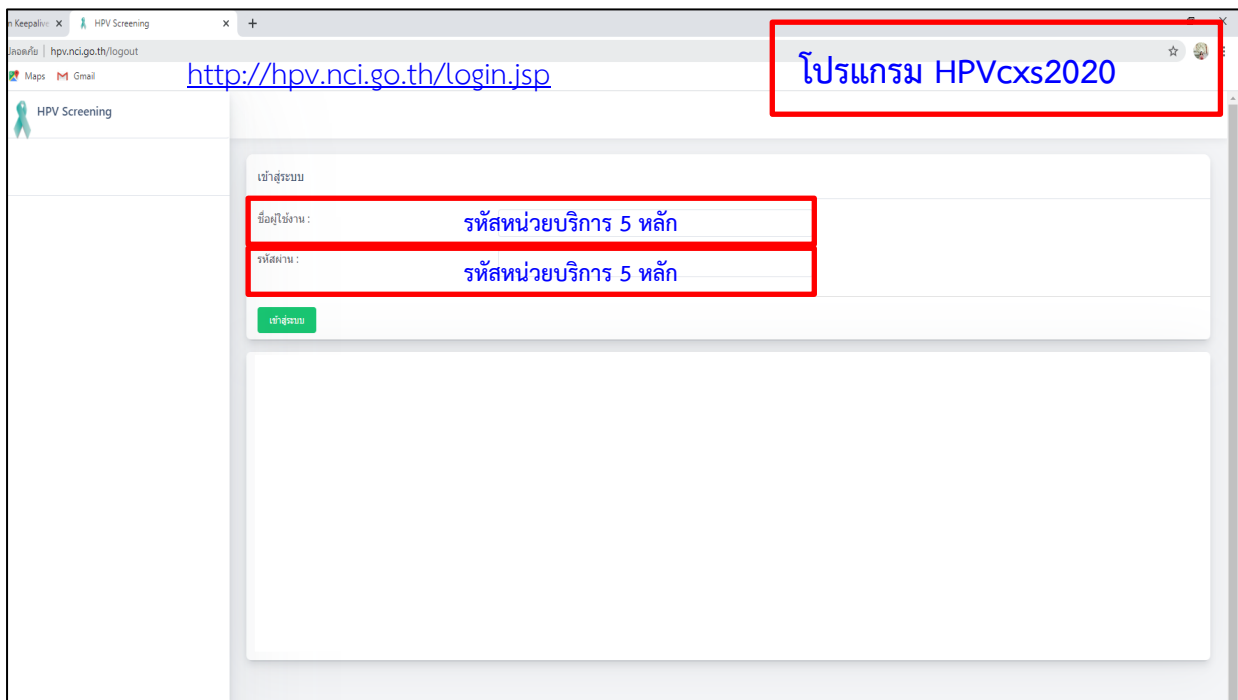 n Keepalive
HPV Screening
ปลอดภัย | hpv.nci.go.th/logout
Maps
Gmail
http://hpv.nci.go.th/login.jsp
โปรแกรม HPVcxs2020
HPV Screening
เข้าสู่ระบบ
ชื่อผู้ใช้งาน :
รหัสหน่วยบริการ 5 หลัก
รหัสผ่าน :
รหัสหน่วยบริการ 5 หลัก
เข้าสู่ระบบ